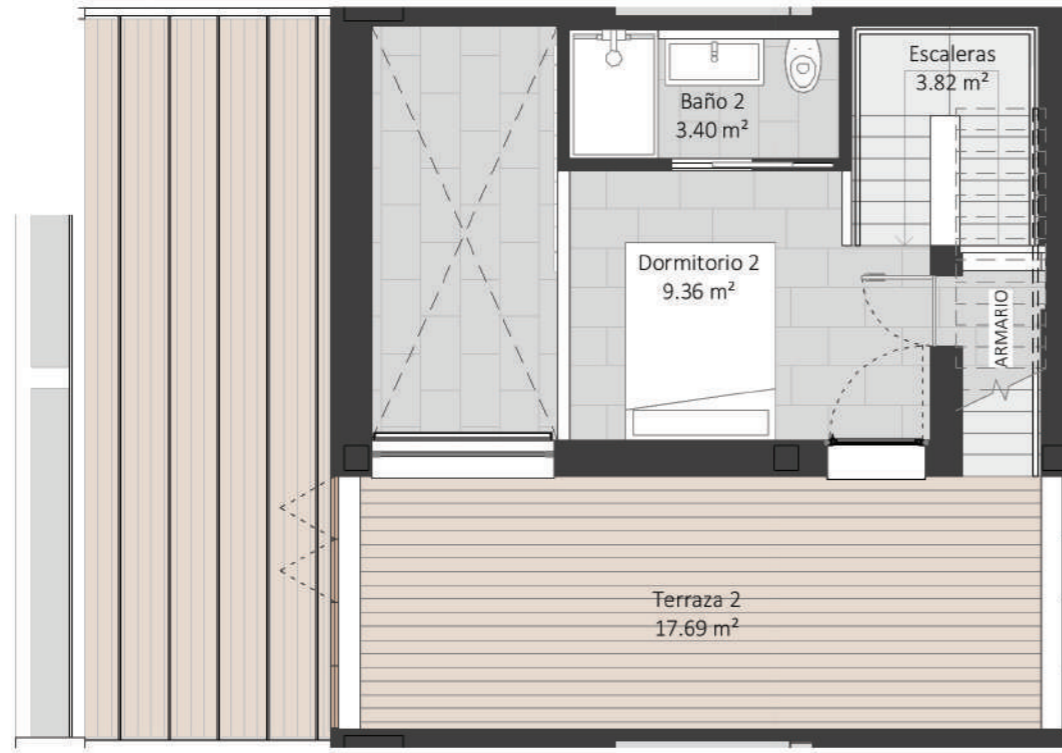 Escaleras
3.82 m²
Baño 2
3.40 m²
Dormitorio 2
9.36 m²
ARMARIO
Terraza 2
17.69 m²